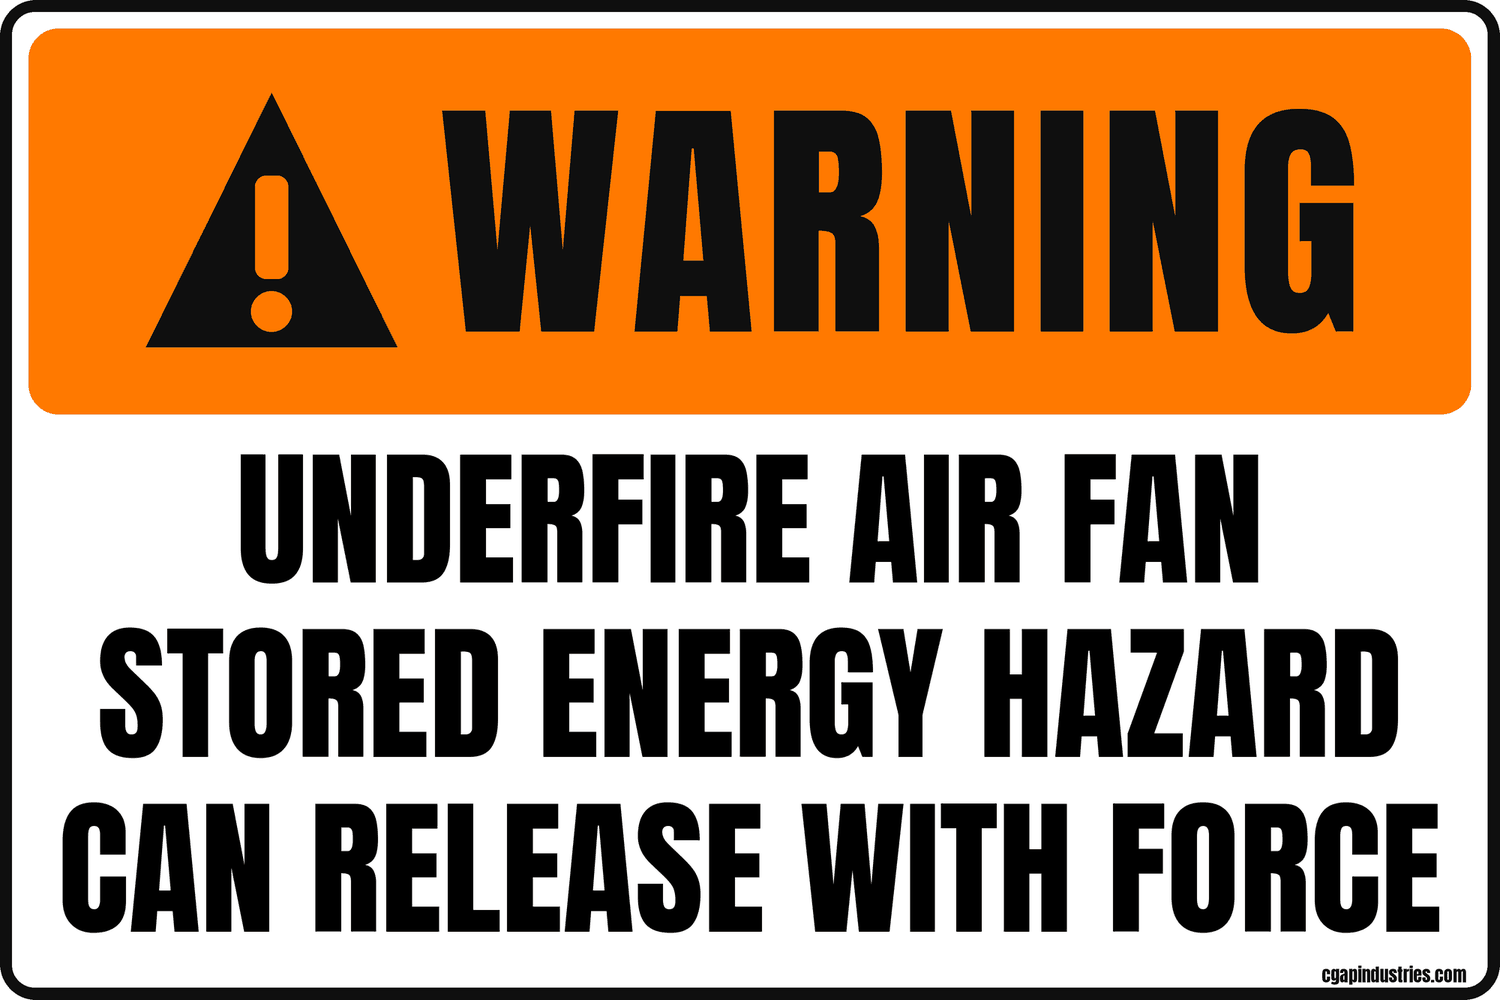 WARNING
UNDERFIRE AIR FAN
STORED ENERGY HAZARD
CAN RELEASE WITH FORCE
cgapindustries.com